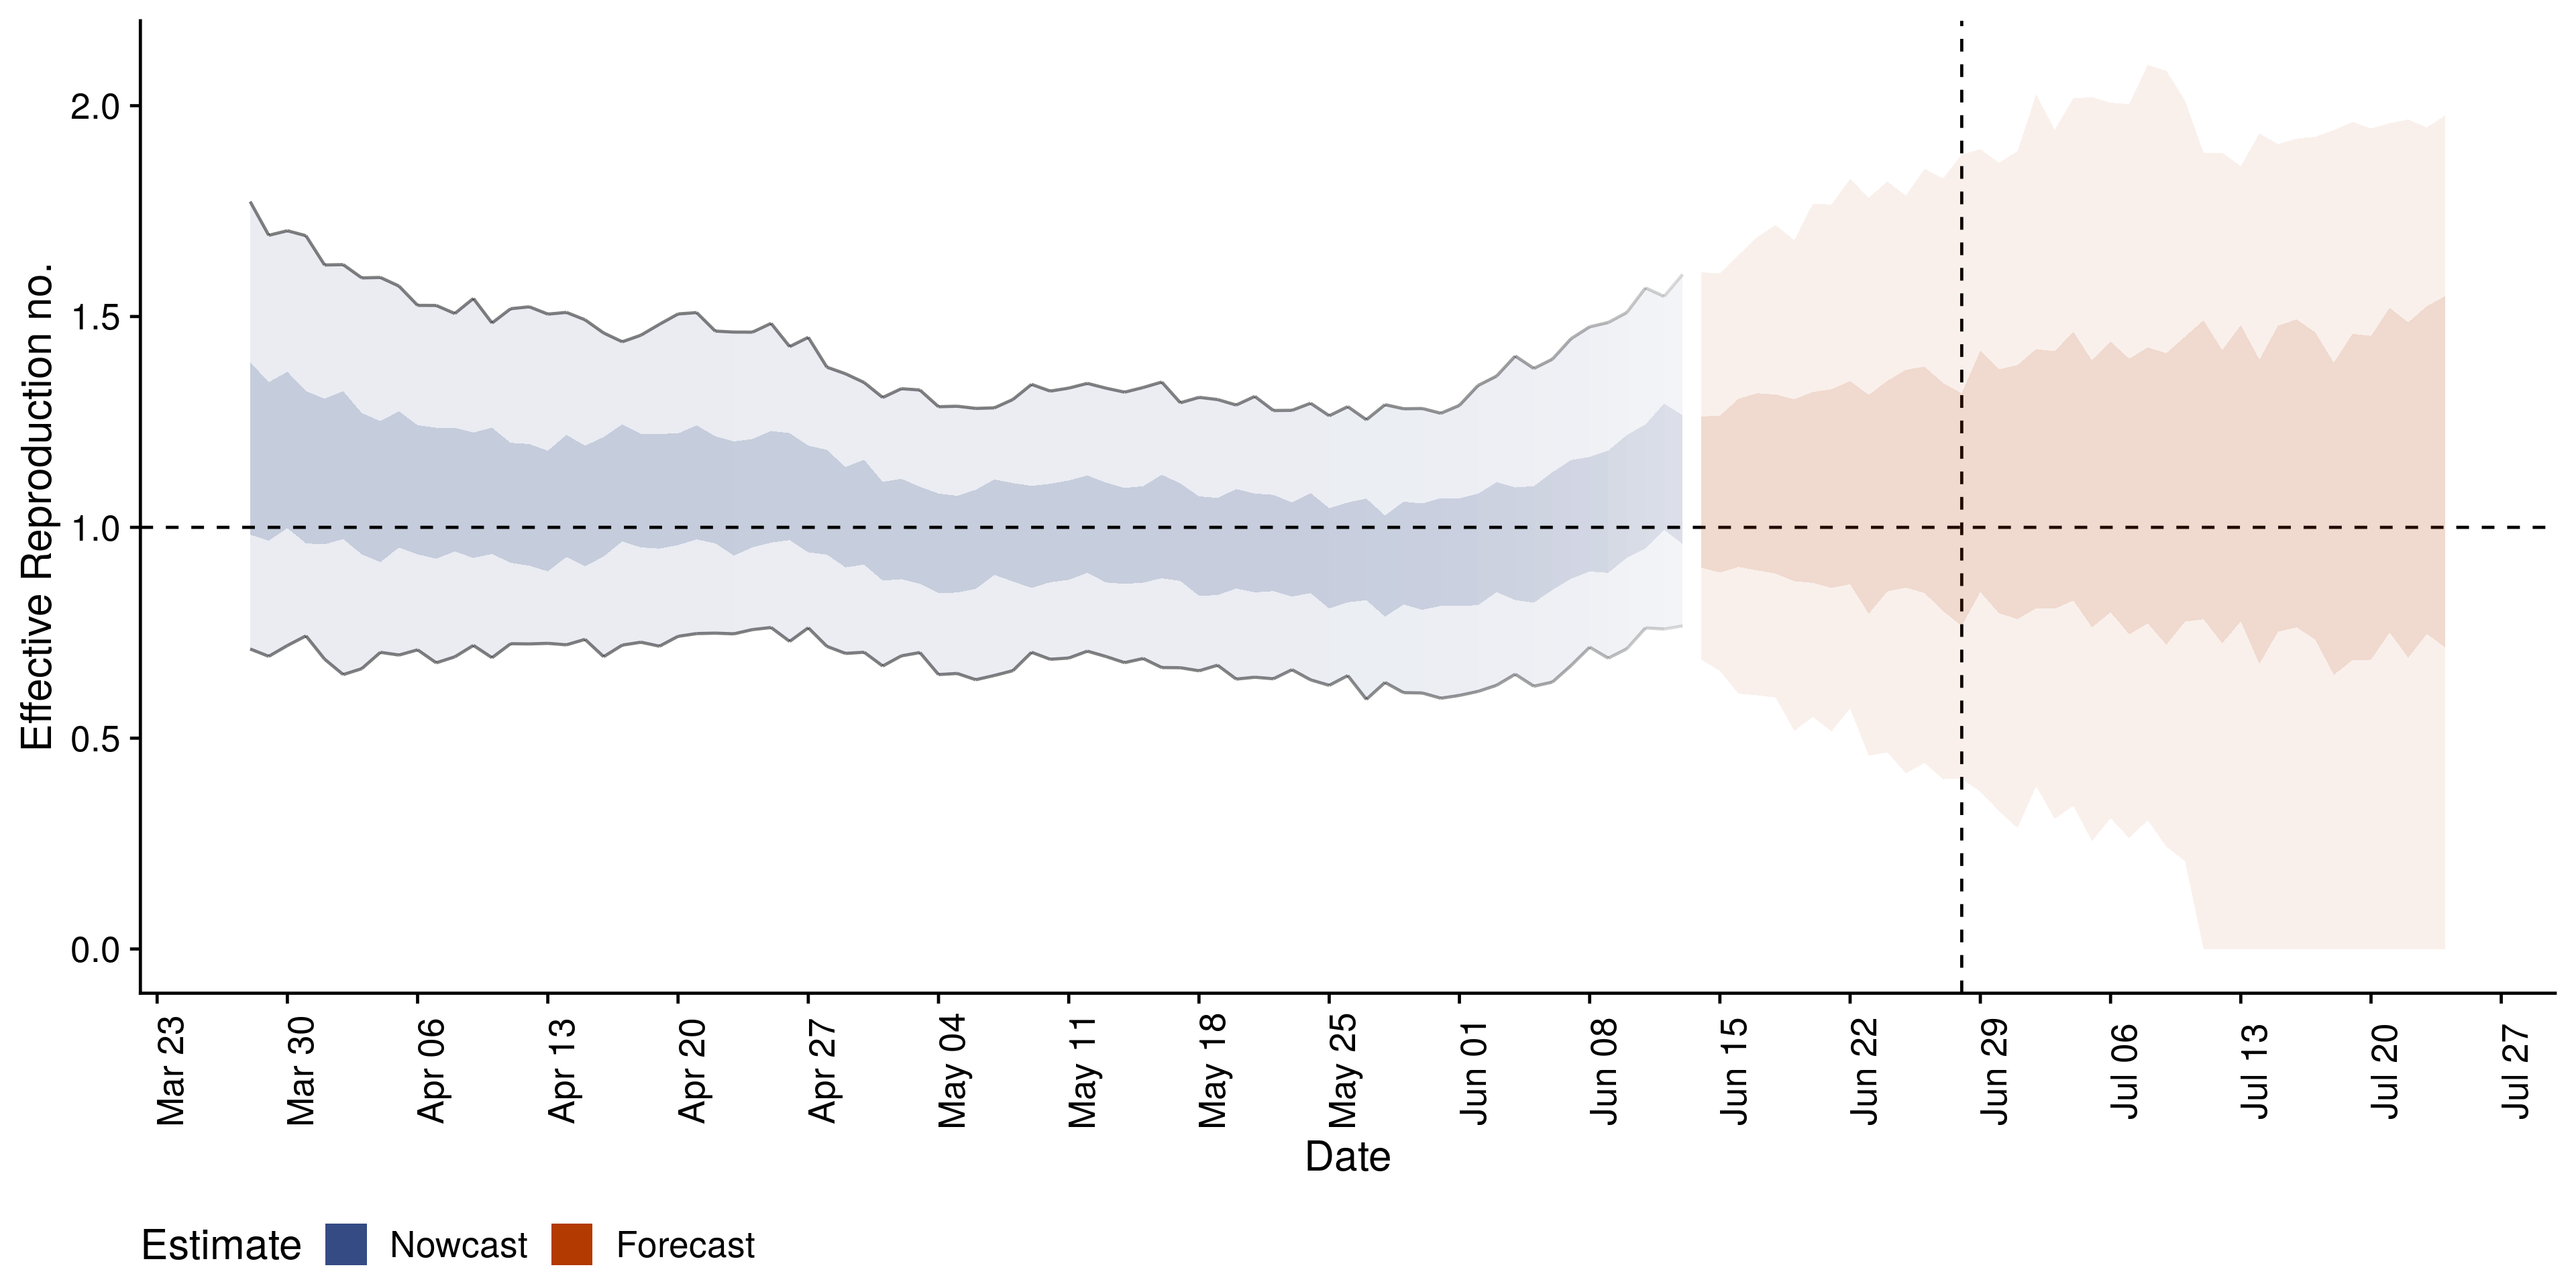 Effective Reproduction no.
2.0
1.5
1.0
0.5
0.0
Mar 23
Mar 30
Apr 06
Apr 13
Apr 20
Apr 27
May 04
May 11
May 18
May 25
Jun 01
Jun 08
Jun 15
Jun 22
Jun 29
Jul 06
Jul 13
Jul 20
Jul 27
Date
Estimate Nowcast Forecast